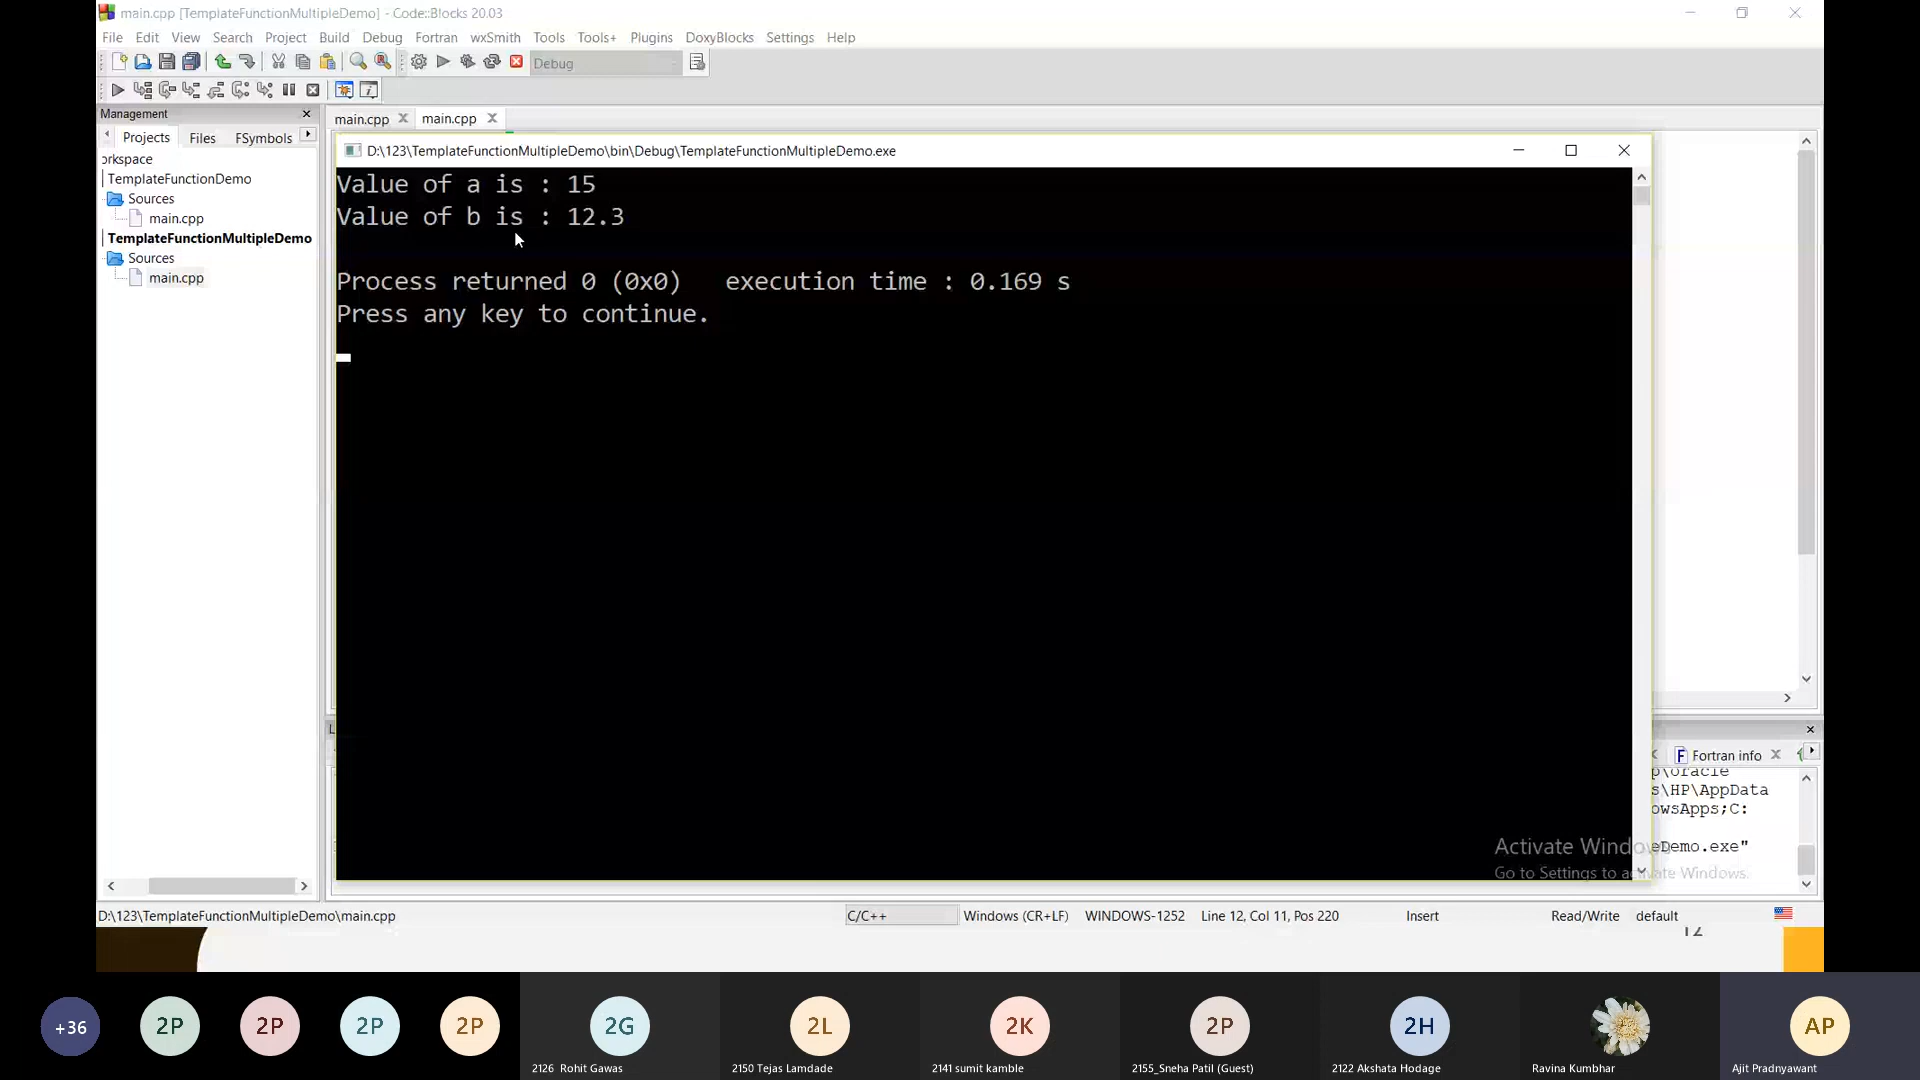 main.cpp [TemplateFunctionMultipleDemo] - Code::Blocks 20.03
File Edit View Search Project Build Debug Fortran wxSmith Tools Tools+ Plugins DoxyBlocks Settings Help
Debug
Management
Projects Files FSymbols
main.cpp main.cpp
orkspace
TemplateFunctionDemo
Sources
main.cpp
TemplateFunctionMultipleDemo
Sources
main.cpp
D:\123\TemplateFunctionMultipleDemo\bin\Debug\TemplateFunctionMultipleDemo.exe
Value of a is : 15
Value of b is : 12.3
Process returned 0 (0x0) execution time : 0.169 s
Press any key to continue.
Fortran info
p\oracle
s\HP\AppData
owsApps;C:
eDemo.exe"
Activate Windows
Go to Settings to activate Windows.
D:\123\TemplateFunctionMultipleDemo\main.cpp C/C++ Windows (CR+LF) WINDOWS-1252 Line 12, Col 11, Pos 220 Insert Read/Write default
12
+36 2P 2P 2P 2P 2G 2L 2K 2P 2H AP
2126 Rohit Gawas
2150 Tejas Lamdade
2141 sumit kamble
2155_Sneha Patil (Guest)
2122 Akshata Hodage
Ravina Kumbhar
Ajit Pradnyawant